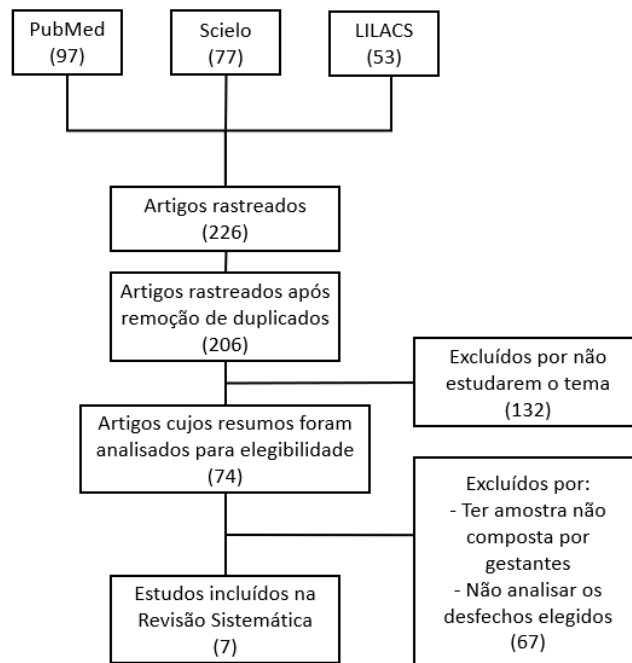 PubMed
(97)
Scielo
(77)
LILACS
(53)
Artigos rastreados
(226)
Artigos rastreados após
remoção de duplicados
(206)
Excluídos por não
estudarem o tema
(132)
Artigos cujos resumos foram
analisados para elegibilidade
(74)
Excluídos por:
- Ter amostra não
composta por
gestantes
- Não analisar os
desfechos elegidos
(67)
Estudos incluídos na
Revisão Sistemática
(7)